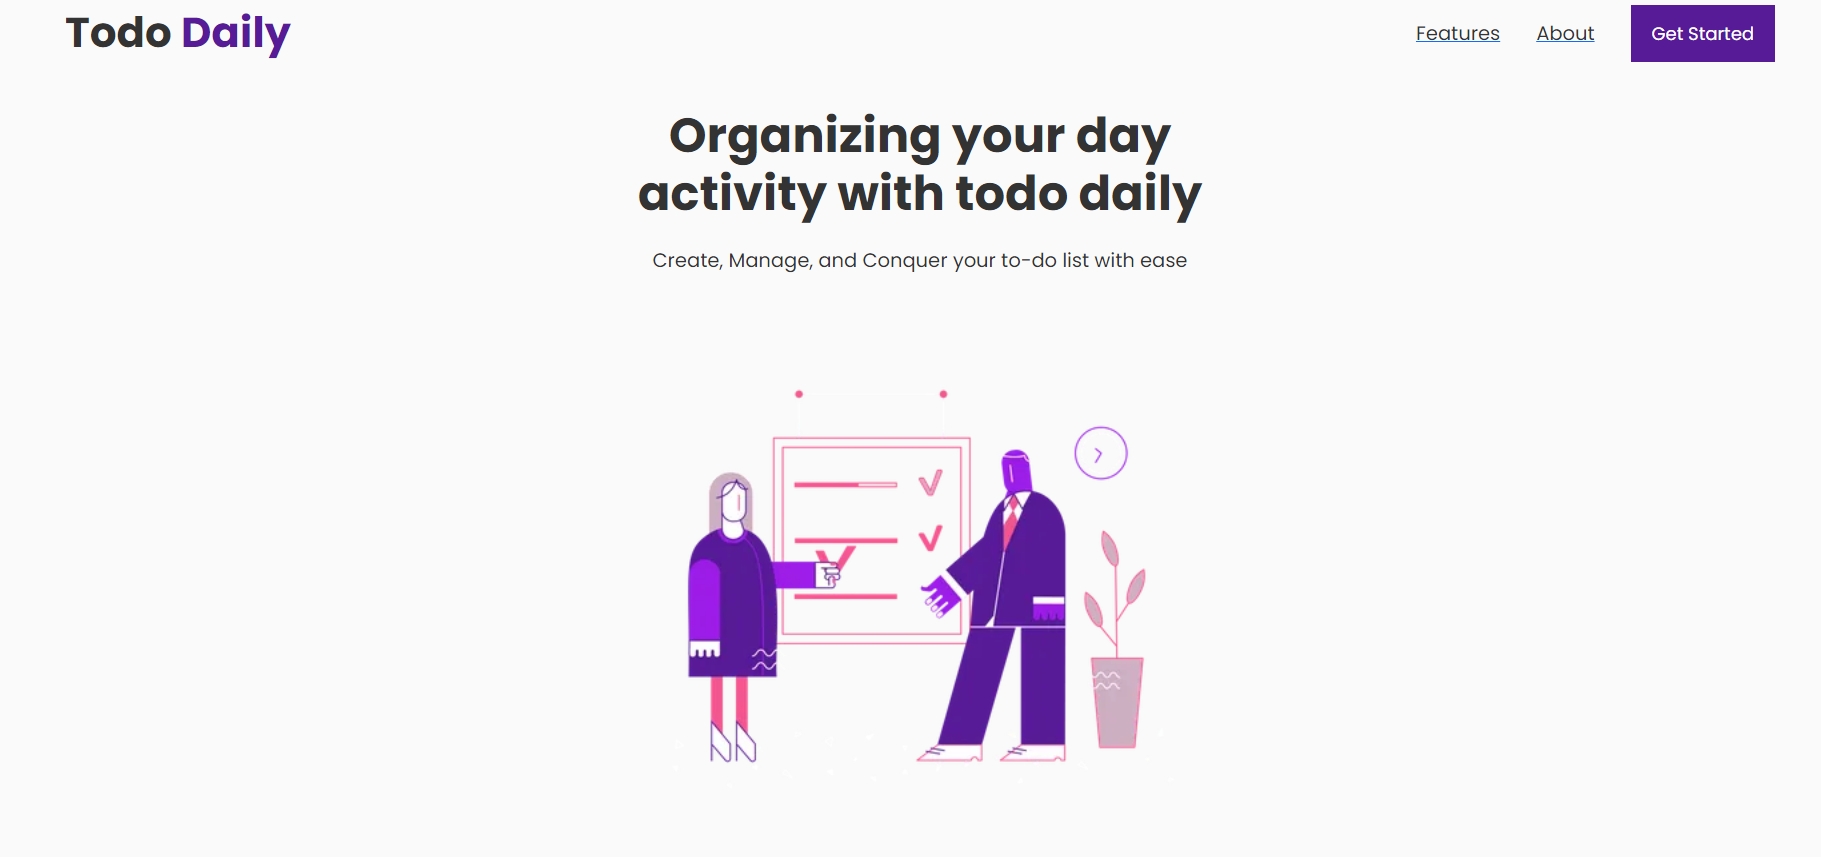 Todo Daily
Features
About
Get Started
Organizing your day
activity with todo daily
Create, Manage, and Conquer your to-do list with ease